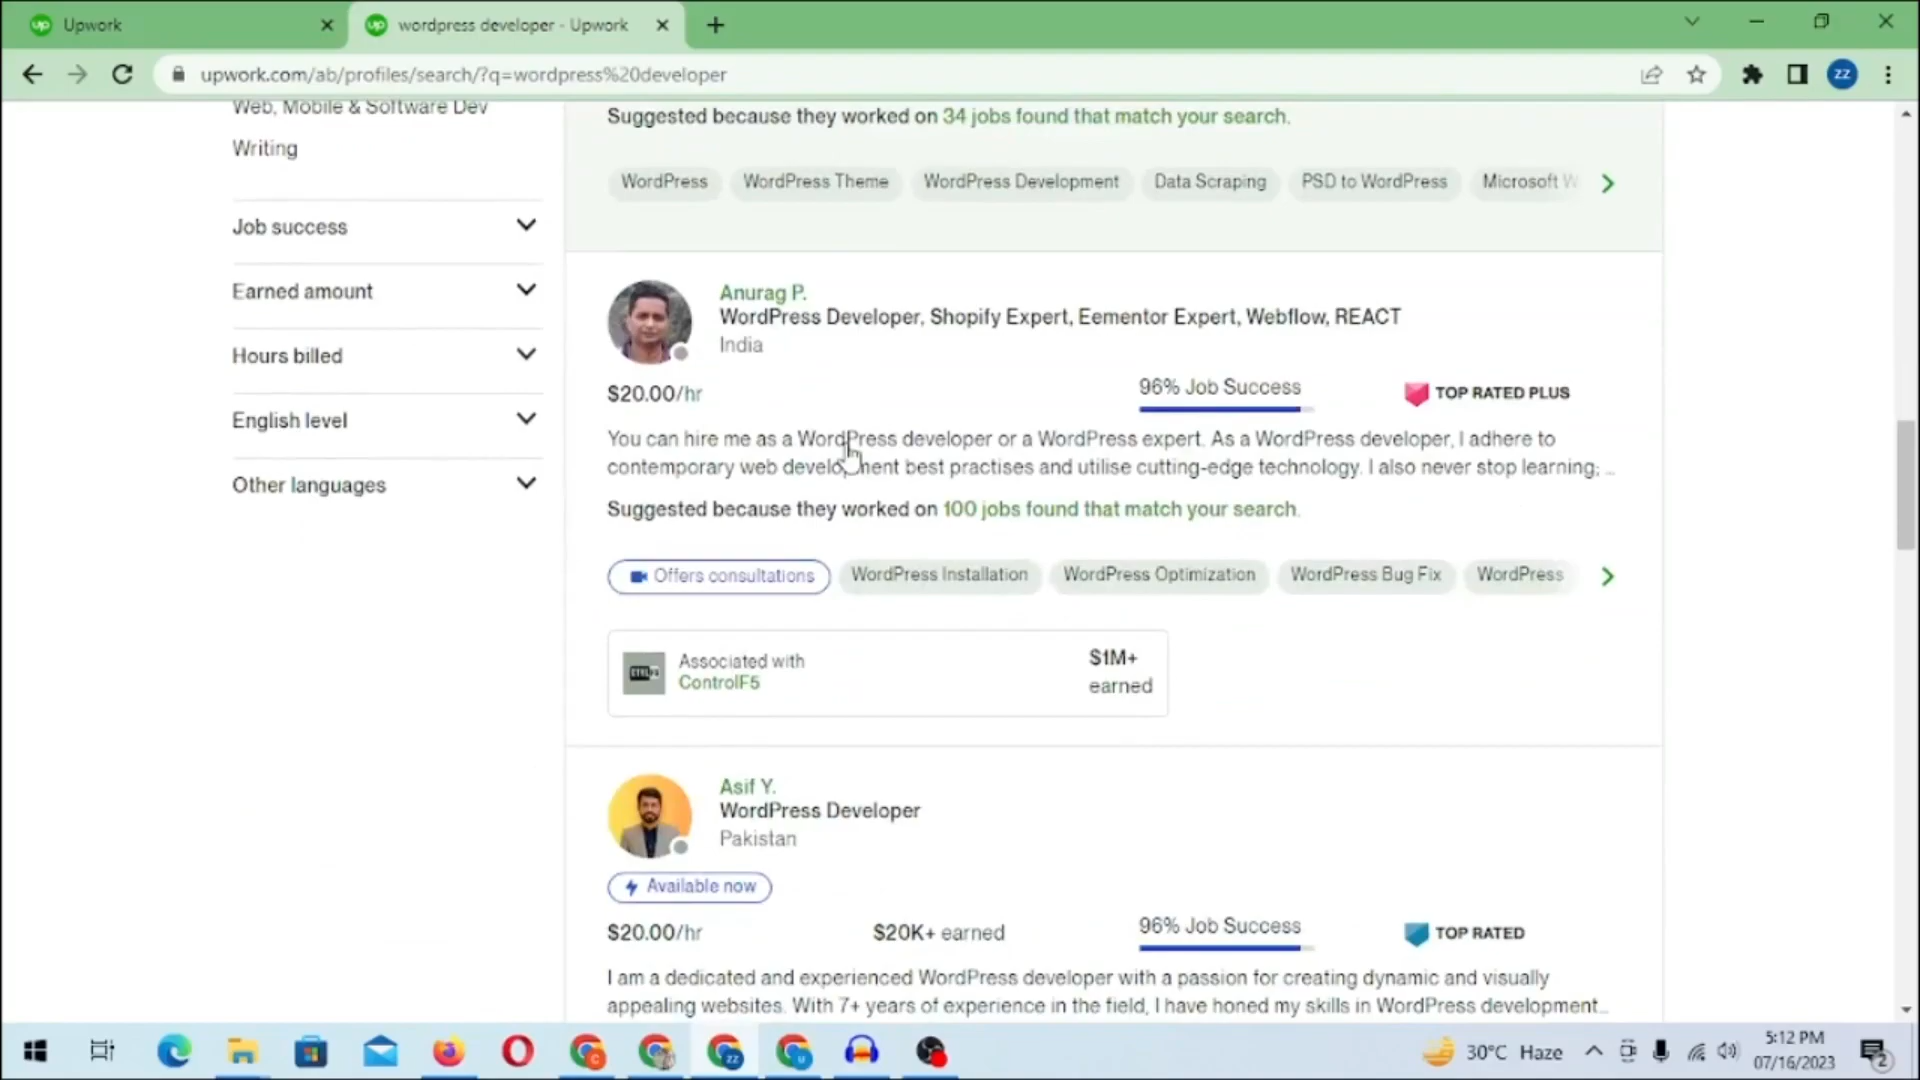 Upwork
wordpress developer - Upwork
upwork.com/ab/profiles/search/?q=wordpress%20developer
ZZ
Web, Mobile & Software Dev
Writing
Job success
Earned amount
Hours billed
English level
Other languages
Suggested because they worked on 34 jobs found that match your search.
WordPress
WordPress Theme
WordPress Development
Data Scraping
PSD to WordPress
Microsoft W
Anurag P.
WordPress Developer, Shopify Expert, Eementor Expert, Webflow, REACT
India
$20.00/hr
96% Job Success
TOP RATED PLUS
You can hire me as a WordPress developer or a WordPress expert. As a WordPress developer, I adhere to
contemporary web development best practises and utilise cutting-edge technology. I also never stop learning; ...
Suggested because they worked on 100 jobs found that match your search.
Offers consultations
WordPress Installation
WordPress Optimization
WordPress Bug Fix
WordPress
Associated with
ControlF5
$1M+
earned
Asif Y.
WordPress Developer
Pakistan
Available now
$20.00/hr
$20K+ earned
96% Job Success
TOP RATED
I am a dedicated and experienced WordPress developer with a passion for creating dynamic and visually
appealing websites. With 7+ years of experience in the field, I have honed my skills in WordPress development...
30°C Haze
5:12 PM
07/16/2023
2